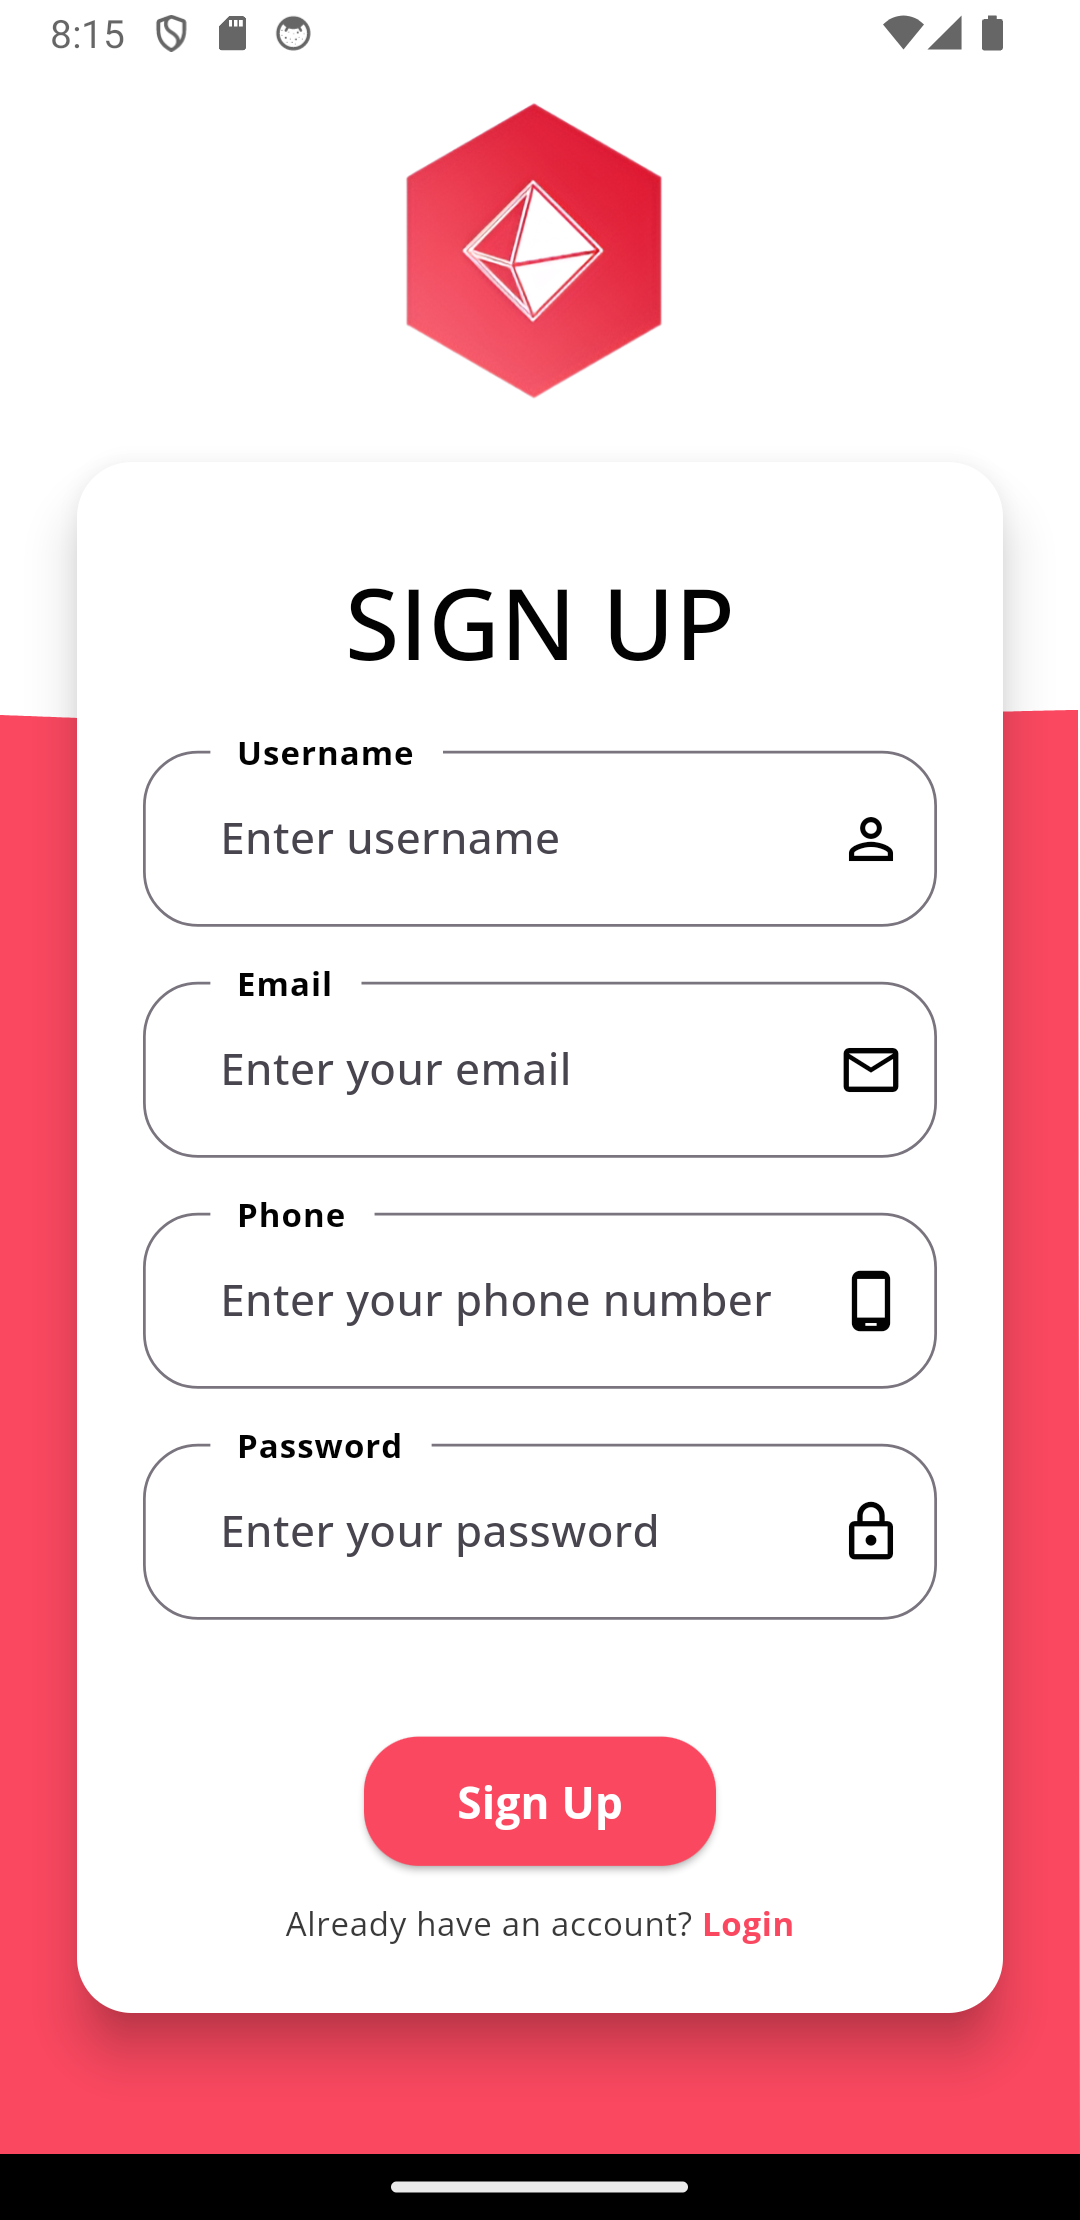 8:15
SIGN UP
Username
Enter username
Email
Enter your email
Phone
Enter your phone number
Password
Enter your password
Sign Up
Already have an account? Login